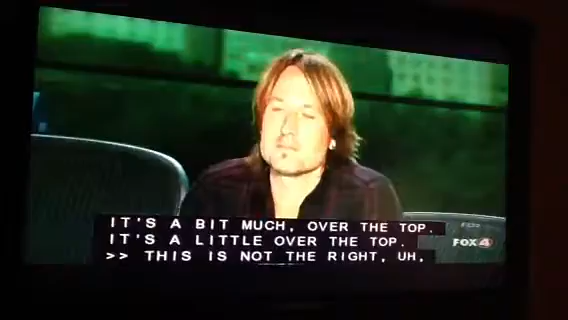 IT'S A BIT MUCH, OVER THE TOP.
IT'S A LITTLE OVER THE TOP.
>> THIS IS NOT THE RIGHT, UH,
FOX 4